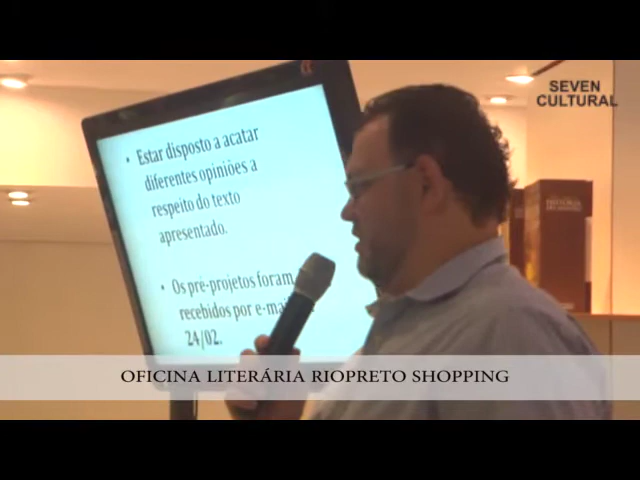 SEVEN
CULTURAL
• Estar disposto a acatar
diferentes opiniões a
respeito do texto
apresentado.
• Os pré-projetos foram
recebidos por e-mail
24/02.
OFICINA LITERÁRIA RIOPRETO SHOPPING